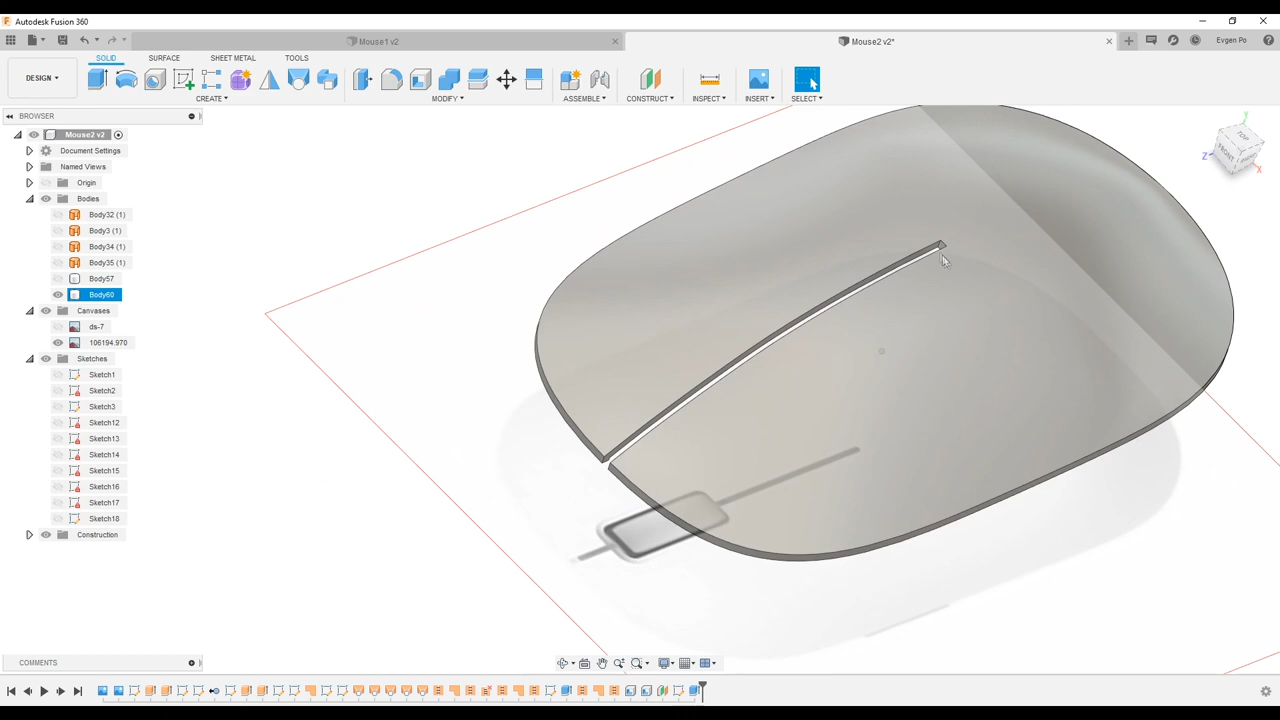 Autodesk Fusion 360
Mouse1 v2
Mouse2 v2*
Evgen Po
SOLID SURFACE SHEET METAL TOOLS
DESIGN
CREATE MODIFY ASSEMBLE CONSTRUCT INSPECT INSERT SELECT
BROWSER
Mouse2 v2
Document Settings
Named Views
Origin
Bodies
Body32 (1)
Body3 (1)
Body34 (1)
Body35 (1)
Body57
Body60
Canvases
ds-7
106194.970
Sketches
Sketch1
Sketch2
Sketch3
Sketch12
Sketch13
Sketch14
Sketch15
Sketch16
Sketch17
Sketch18
Construction
TOP
FRONT
Y
Z
X
COMMENTS